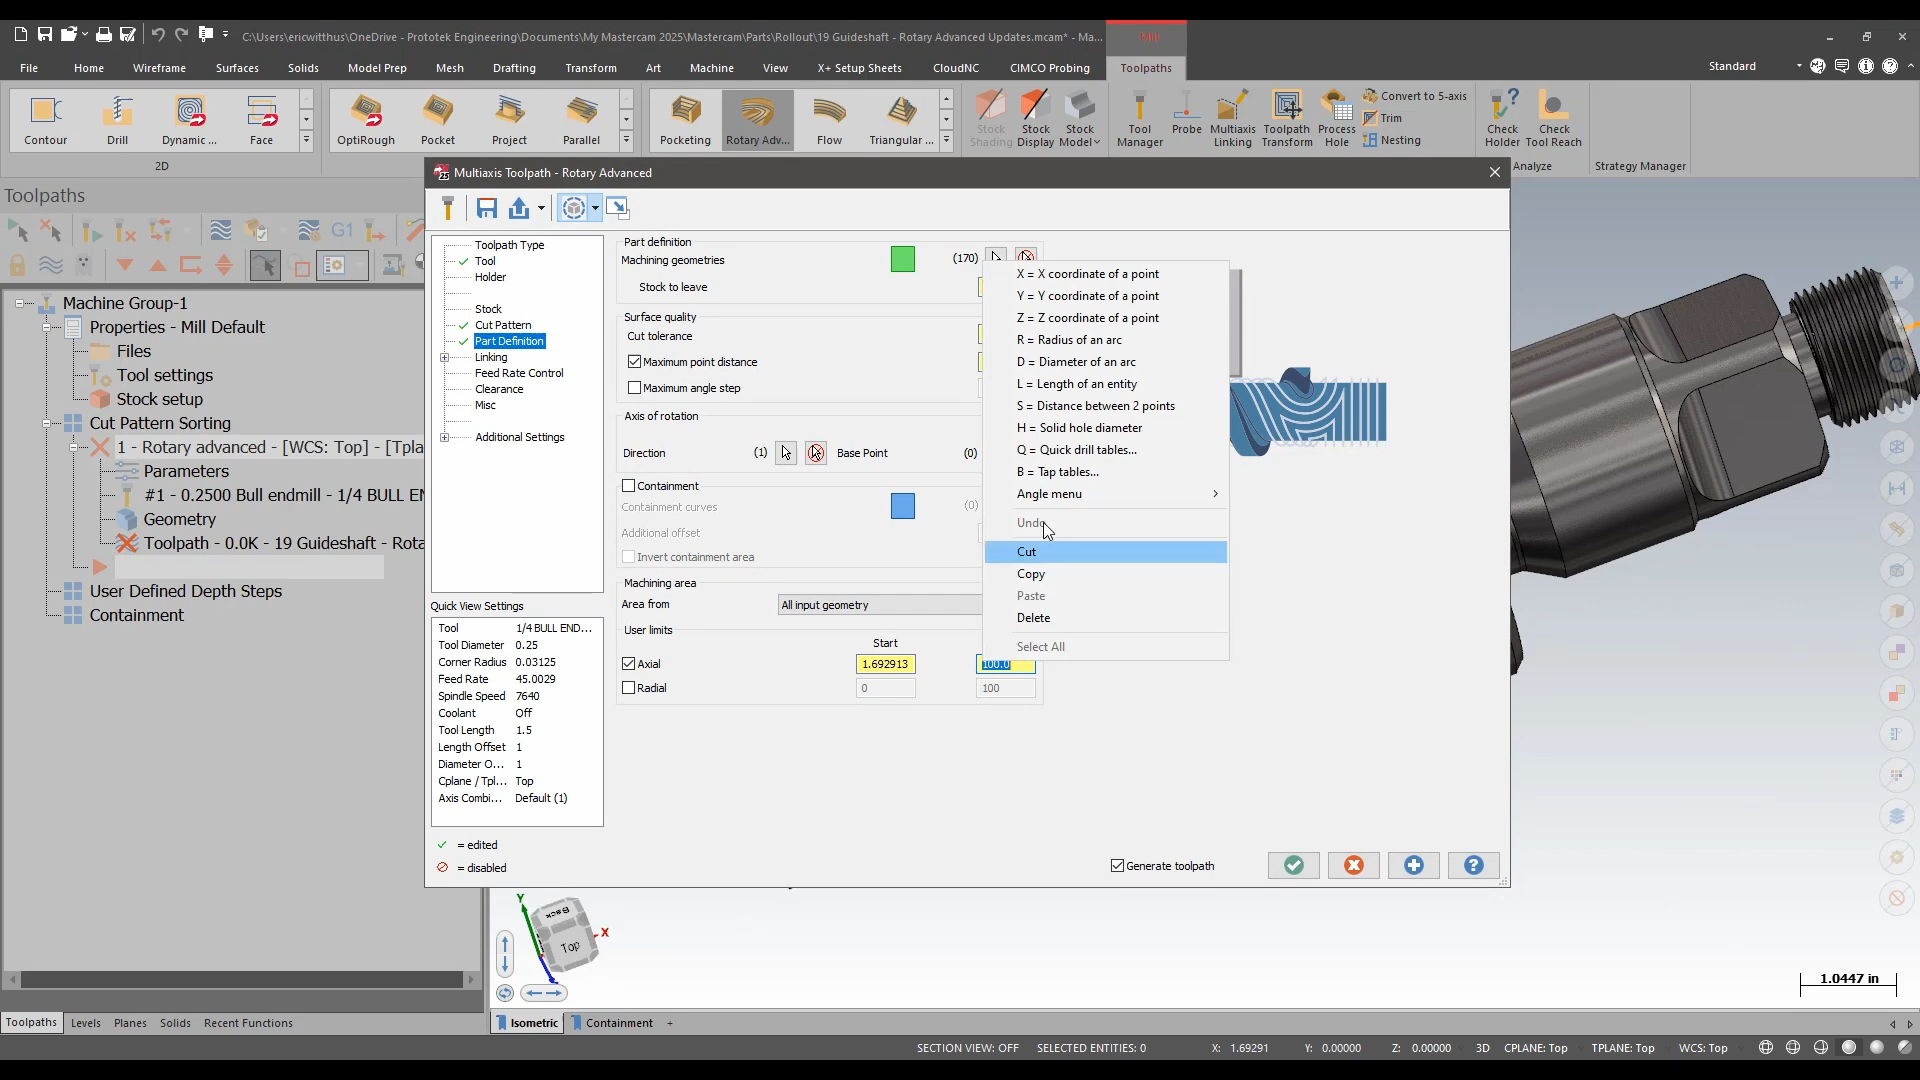 C:\Users\ericwitthus\OneDrive - Prototek Engineering\Documents\My Mastercam 2025\Mastercam\Parts\Rollout\19 Guideshaft - Rotary Advanced Updates.mcam* - Ma...
Mill
File Home Wireframe Surfaces Solids Model Prep Mesh Drafting Transform Art Machine View X+ Setup Sheets CloudNC CIMCO Probing Toolpaths Standard
Contour Drill Dynamic ... Face
OptiRough Pocket Project Parallel
Pocketing Rotary Adv... Flow Triangular ...
Stock Shading Stock Display Stock Model
Tool Manager Probe Multiaxis Linking Toolpath Transform Process Hole
Convert to 5-axis
Trim
Nesting
Check Holder Check Tool Reach
2D Analyze Strategy Manager
Toolpaths
G1
Machine Group-1
Properties - Mill Default
Files
Tool settings
Stock setup
Cut Pattern Sorting
1 - Rotary advanced - [WCS: Top] - [Tpla
Parameters
#1 - 0.2500 Bull endmill - 1/4 BULL EN
Geometry
Toolpath - 0.0K - 19 Guideshaft - Rota
User Defined Depth Steps
Containment
Multiaxis Toolpath - Rotary Advanced
Toolpath Type
Tool
Holder
Stock
Cut Pattern
Part Definition
Linking
Feed Rate Control
Clearance
Misc
Additional Settings
Quick View Settings
Tool 1/4 BULL END...
Tool Diameter 0.25
Corner Radius 0.03125
Feed Rate 45.0029
Spindle Speed 7640
Coolant Off
Tool Length 1.5
Length Offset 1
Diameter O... 1
Cplane / Tpl... Top
Axis Combi... Default (1)
= edited
= disabled
Part definition
Machining geometries (170)
Stock to leave
Surface quality
Cut tolerance
Maximum point distance
Maximum angle step
Axis of rotation
Direction (1) Base Point (0)
Containment
Containment curves (0)
Additional offset
Invert containment area
Machining area
Area from All input geometry
User limits
Start
Axial 1.692913 100.0
Radial 0 100
X = X coordinate of a point
Y = Y coordinate of a point
Z = Z coordinate of a point
R = Radius of an arc
D = Diameter of an arc
L = Length of an entity
S = Distance between 2 points
H = Solid hole diameter
Q = Quick drill tables...
B = Tap tables...
Angle menu
Undo
Cut
Copy
Paste
Delete
Select All
Generate toolpath
Y
Back
Top
X
1.0447 in
Toolpaths Levels Planes Solids Recent Functions
Isometric Containment +
SECTION VIEW: OFF SELECTED ENTITIES: 0 X: 1.69291 Y: 0.00000 Z: 0.00000 3D CPLANE: Top TPLANE: Top WCS: Top